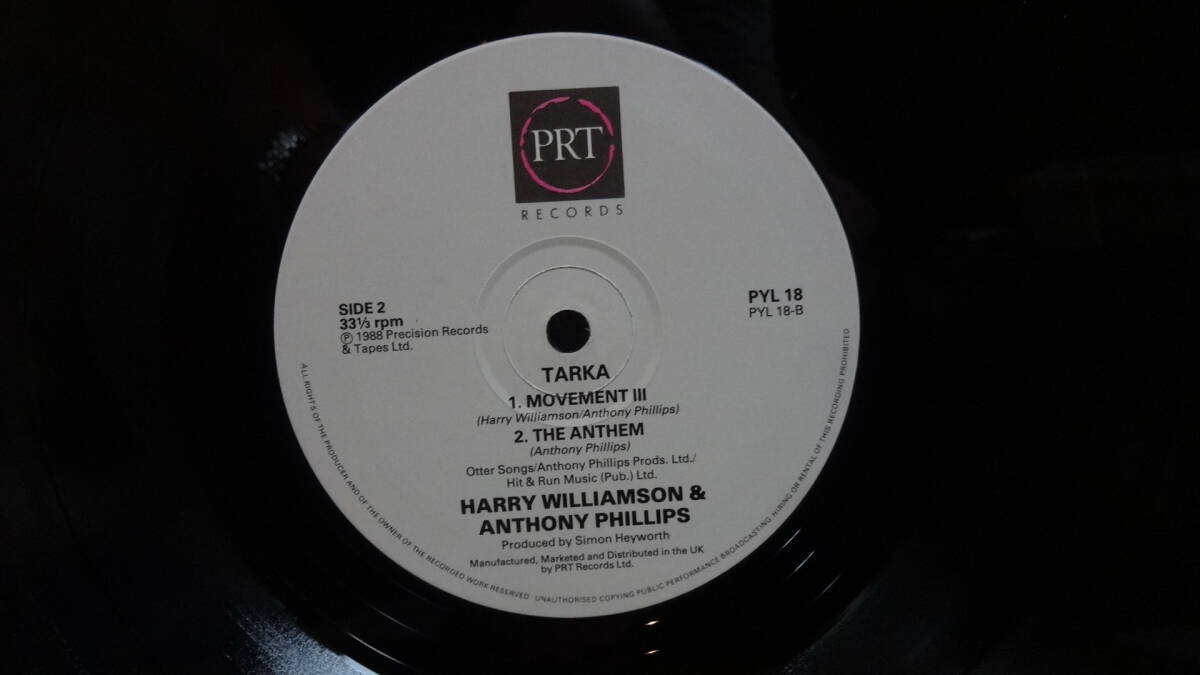 PRT
RECORDS
SIDE 2
33⅓ rpm
Ⓟ 1988 Precision Records
& Tapes Ltd.
PYL 18
PYL 18-B
TARKA
1. MOVEMENT III
(Harry Williamson/Anthony Phillips)
2. THE ANTHEM
(Anthony Phillips)
Otter Songs/Anthony Phillips Prods. Ltd./
Hit & Run Music (Pub.) Ltd.
HARRY WILLIAMSON &
ANTHONY PHILLIPS
Produced by Simon Heyworth
Manufactured, Marketed and Distributed in the UK
by PRT Records Ltd.
ALL RIGHTS OF THE PRODUCER AND OF THE OWNER OF THE RECORDED WORK RESERVED UNAUTHORISED COPYING PUBLIC PERFORMANCE BROADCASTING, HIRING OR RENTAL OF THIS RECORDING PROHIBITED